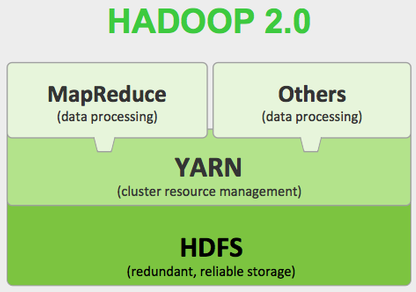 HADOOP 2.0
MapReduce
(data processing)
Others
(data processing)
YARN
(cluster resource management)
HDFS
(redundant, reliable storage)